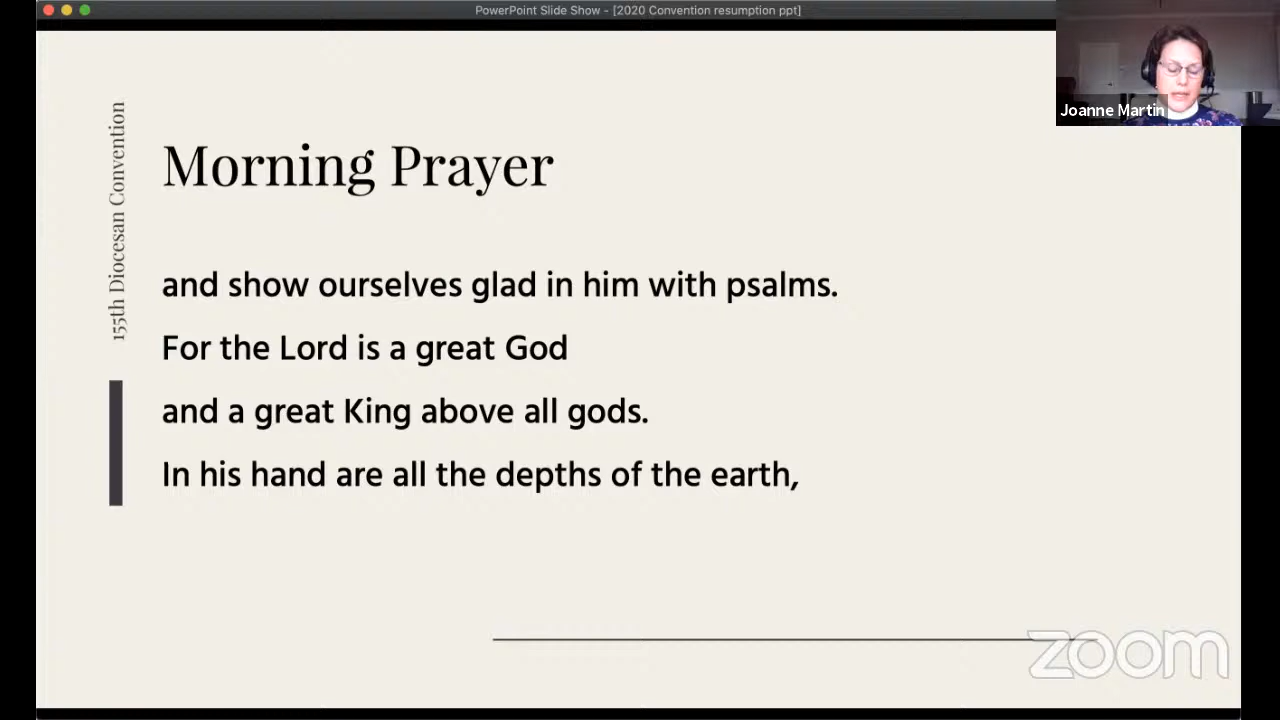 PowerPoint Slide Show - [2020 Convention resumption ppt]
Joanne Martin
155th Diocesan Convention
Morning Prayer
and show ourselves glad in him with psalms.
For the Lord is a great God
and a great King above all gods.
In his hand are all the depths of the earth,
zoom